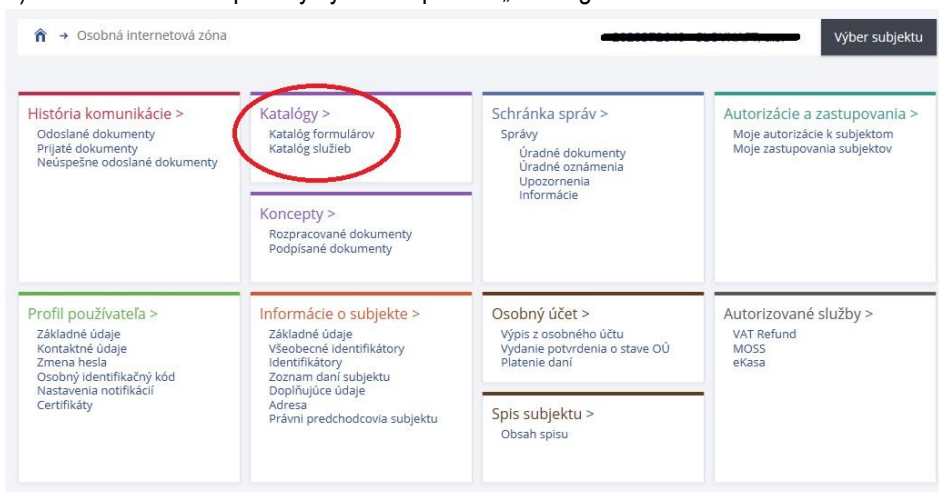 Osobná internetová zóna
Výber subjektu
História komunikácie >
Odoslané dokumenty
Prijaté dokumenty
Neúspešne odoslané dokumenty
Katalógy >
Katalóg formulárov
Katalóg služieb
Koncepty >
Rozpracované dokumenty
Podpísané dokumenty
Schránka správ >
Správy
Úradné dokumenty
Úradné oznámenia
Upozornenia
Informácie
Autorizácie a zastupovania >
Moje autorizácie k subjektom
Moje zastupovania subjektov
Profil používateľa >
Základné údaje
Kontaktné údaje
Zmena hesla
Osobný identifikačný kód
Nastavenia notifikácií
Certifikáty
Informácie o subjekte >
Základné údaje
Všeobecné identifikátory
Identifikátory
Zoznam daní subjektu
Doplňujúce údaje
Adresa
Právni predchodcovia subjektu
Osobný účet >
Výpis z osobného účtu
Vydanie potvrdenia o stave OÚ
Platenie daní
Spis subjektu >
Obsah spisu
Autorizované služby >
VAT Refund
MOSS
eKasa